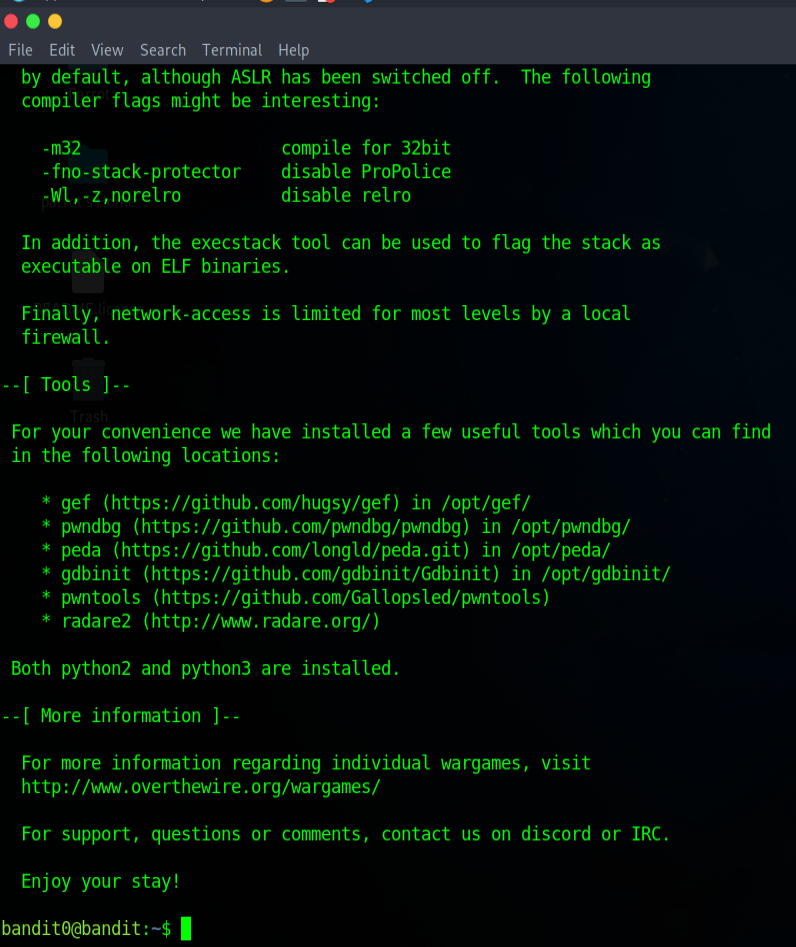 File Edit View Search Terminal Help
by default, although ASLR has been switched off.  The following
compiler flags might be interesting:
-m32                    compile for 32bit
-fno-stack-protector    disable ProPolice
-Wl,-z,norelro          disable relro
In addition, the execstack tool can be used to flag the stack as
executable on ELF binaries.
Finally, network-access is limited for most levels by a local
firewall.
--[ Tools ]--
Trash
For your convenience we have installed a few useful tools which you can find
in the following locations:
* gef (https://github.com/hugsy/gef) in /opt/gef/
* pwndbg (https://github.com/pwndbg/pwndbg) in /opt/pwndbg/
* peda (https://github.com/longld/peda.git) in /opt/peda/
* gdbinit (https://github.com/gdbinit/Gdbinit) in /opt/gdbinit/
* pwntools (https://github.com/Gallopsled/pwntools)
* radare2 (http://www.radare.org/)
Both python2 and python3 are installed.
--[ More information ]--
For more information regarding individual wargames, visit
http://www.overthewire.org/wargames/
For support, questions or comments, contact us on discord or IRC.
Enjoy your stay!
bandit0@bandit:~$